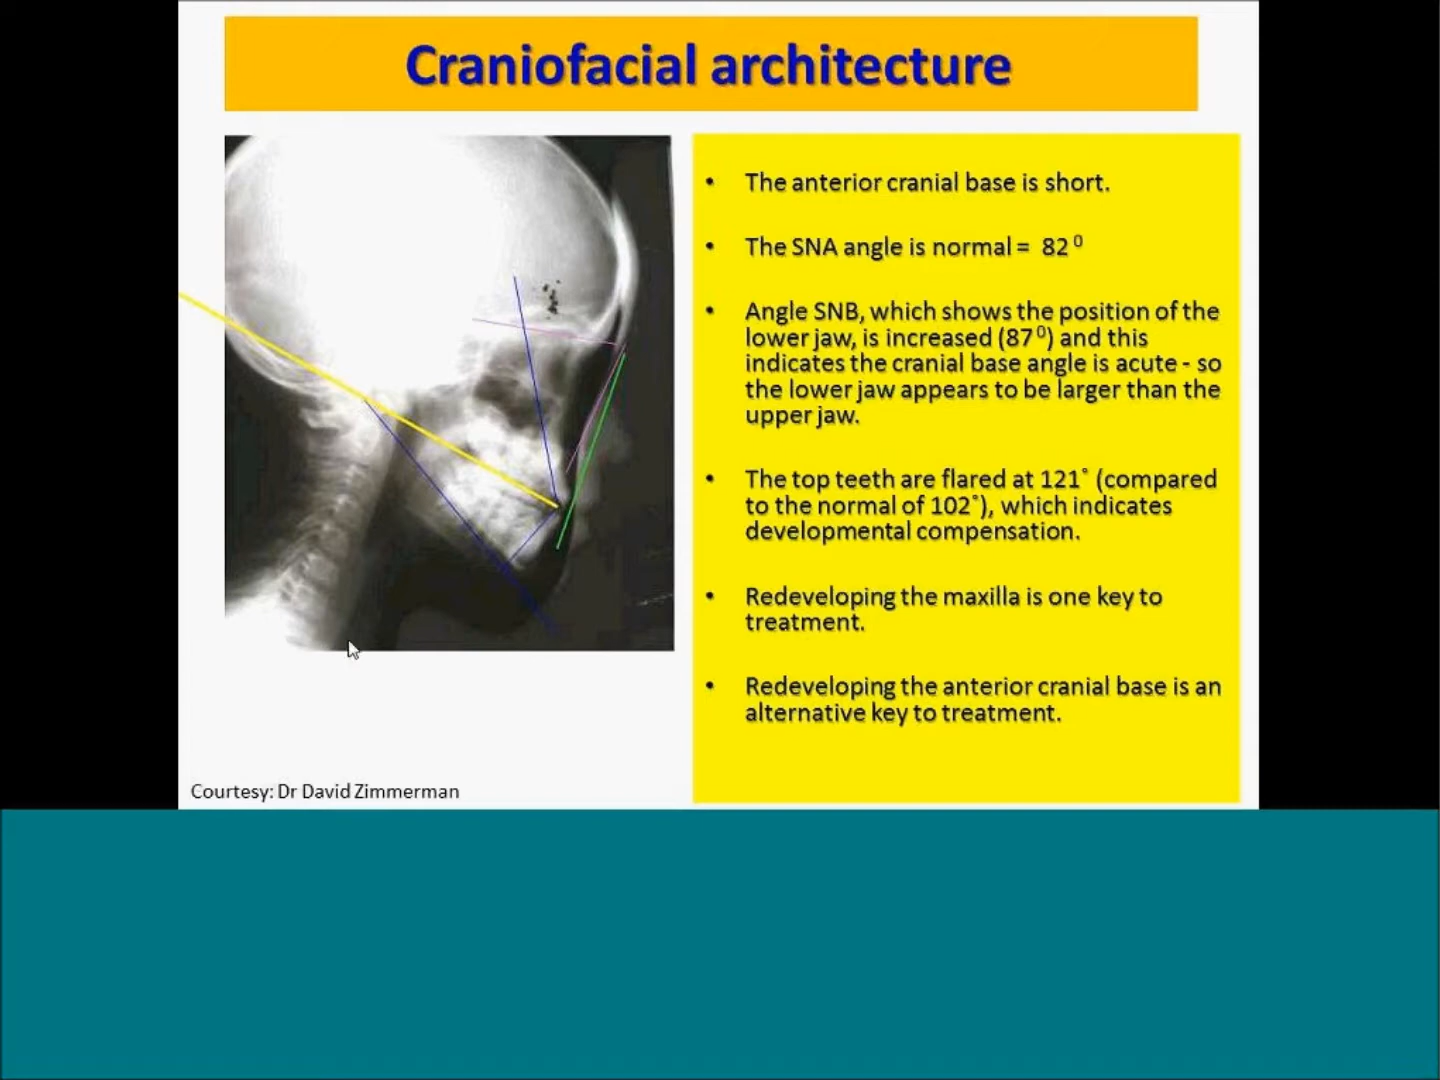 Craniofacial architecture
• The anterior cranial base is short.
• The SNA angle is normal = 82⁰
• Angle SNB, which shows the position of the
lower jaw, is increased (87⁰) and this
indicates the cranial base angle is acute - so
the lower jaw appears to be larger than the
upper jaw.
• The top teeth are flared at 121˚ (compared
to the normal of 102˚), which indicates
developmental compensation.
• Redeveloping the maxilla is one key to
treatment.
• Redeveloping the anterior cranial base is an
alternative key to treatment.
Courtesy: Dr David Zimmerman